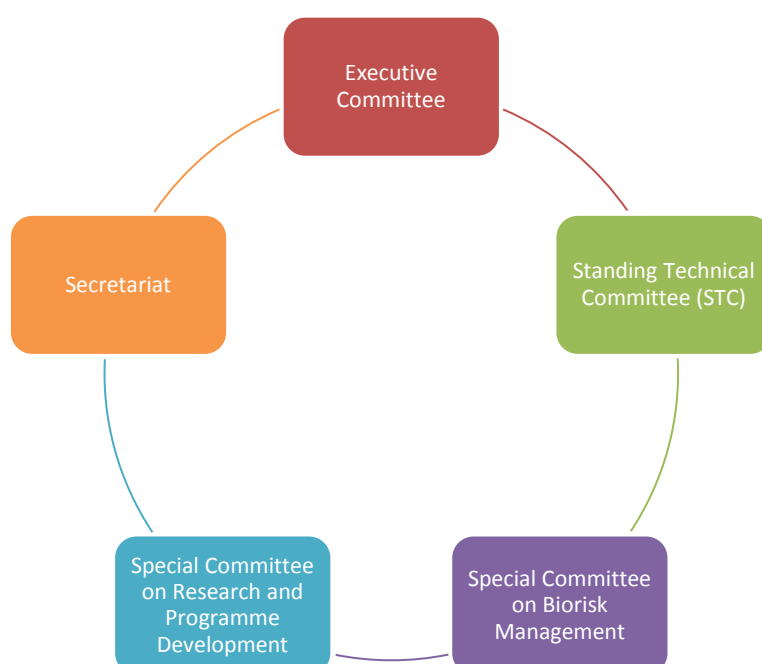 Executive
Committee
Standing Technical
Committee (STC)
Special Committee
on Biorisk
Management
Special Committee
on Research and
Programme
Development
Secretariat